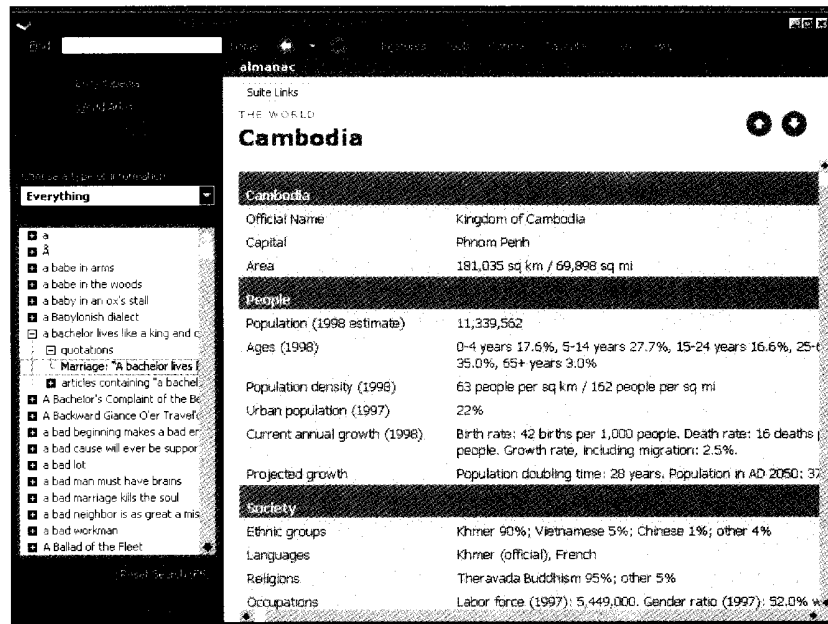 Find
Home
Features
Tools
almanac
Suite Links
THE WORLD
Cambodia
Choose a type of information
Everything
a
Å
a babe in arms
a babe in the woods
a baby in an ox's stall
a Babylonish dialect
a bachelor lives like a king and d
quotations
Marriage: "A bachelor lives l
articles containing "a bachel
A Bachelor's Complaint of the Be
A Backward Glance O'er Travel'd
a bad beginning makes a bad en
a bad cause will ever be suppor
a bad lot
a bad man must have brains
a bad marriage kills the soul
a bad neighbor is as great a mis
a bad workman
A Ballad of the Fleet
Reset Search
Cambodia
Official Name Kingdom of Cambodia
Capital Phnom Penh
Area 181,035 sq km / 69,898 sq mi
People
Population (1998 estimate) 11,339,562
Ages (1998) 0-4 years 17.6%, 5-14 years 27.7%, 15-24 years 16.6%, 25-6
35.0%, 65+ years 3.0%
Population density (1998) 63 people per sq km / 162 people per sq mi
Urban population (1997) 22%
Current annual growth (1998) Birth rate: 42 births per 1,000 people. Death rate: 16 deaths p
people. Growth rate, including migration: 2.5%.
Projected growth Population doubling time: 28 years. Population in AD 2050: 37
Society
Ethnic groups Khmer 90%; Vietnamese 5%; Chinese 1%; other 4%
Languages Khmer (official), French
Religions Theravada Buddhism 95%; other 5%
Occupations Labor force (1997): 5,449,000. Gender ratio (1997): 52.0% w